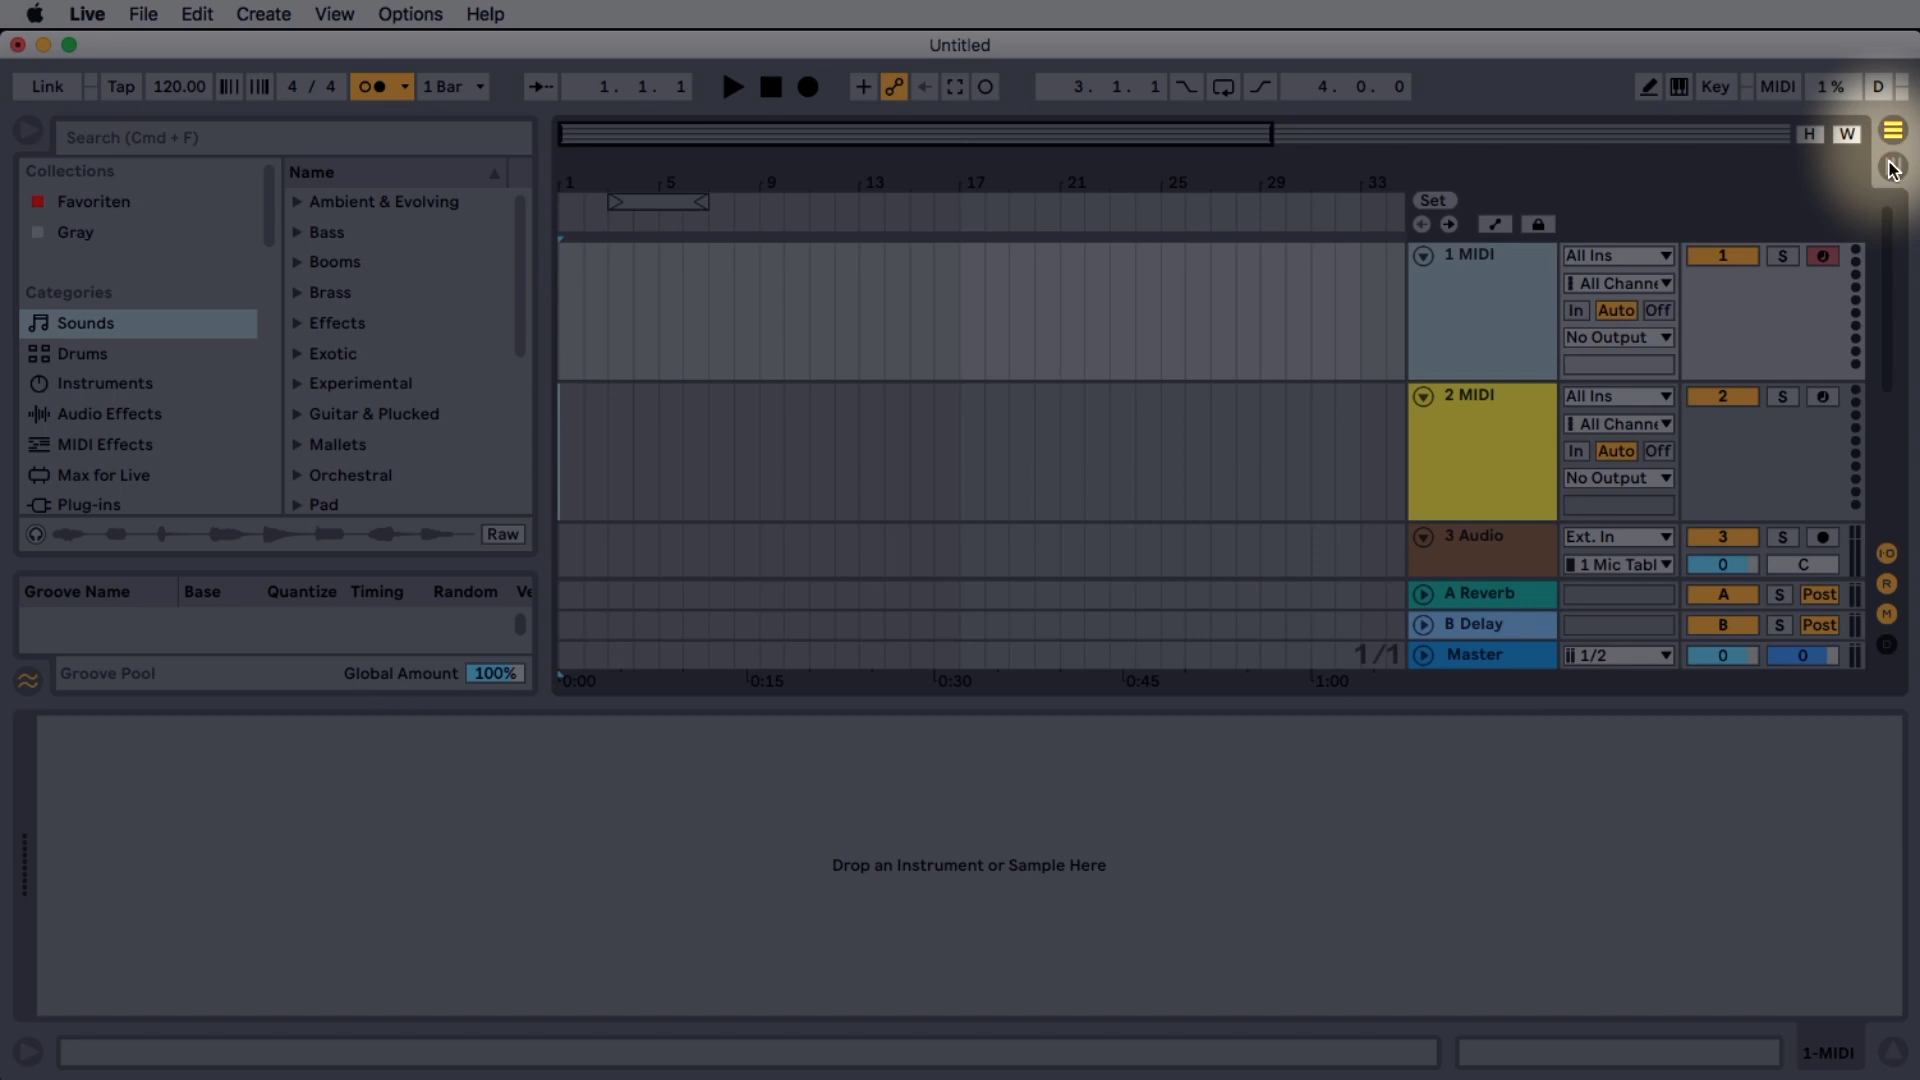 Live File Edit Create View Options Help
Untitled
Link Tap 120.00 4 / 4 1 Bar 1. 1. 1 3. 1. 1 4. 0. 0 Key MIDI 1 % D
Search (Cmd + F)
H W
Collections
Favoriten
Gray
Categories
Sounds
Drums
Instruments
Audio Effects
MIDI Effects
Max for Live
Plug-ins
Name
Ambient & Evolving
Bass
Booms
Brass
Effects
Exotic
Experimental
Guitar & Plucked
Mallets
Orchestral
Pad
Raw
Groove Name Base Quantize Timing Random Ve
Groove Pool Global Amount 100%
1 5 9 13 17 21 25 29 33
Set
1 MIDI All Ins 1 S
All Channe
In Auto Off
No Output
2 MIDI All Ins 2 S
All Channe
In Auto Off
No Output
3 Audio Ext. In 3 S
1 Mic Tabl 0 C
A Reverb A S Post
B Delay B S Post
1/1 Master 1/2 0 0
I·O
R
M
D
0:00 0:15 0:30 0:45 1:00
Drop an Instrument or Sample Here
1-MIDI